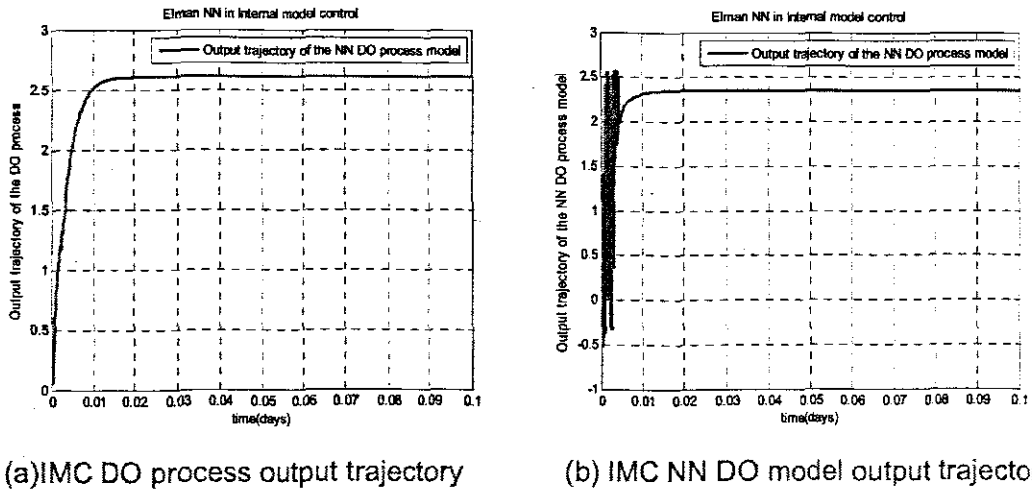 Elman NN in Internal model control
Output trajectory of the NN DO process model
Output trajectory of the DO process
3
2.5
2
1.5
1
0.5
0
0 0.01 0.02 0.03 0.04 0.05 0.06 0.07 0.08 0.09 0.1
time(days)
(a)IMC DO process output trajectory
Elman NN in Internal model control
Output trajectory of the NN DO process model
Output trajectory of the NN DO process model
3
2.5
2
1.5
1
0.5
0
-0.5
-1
0 0.01 0.02 0.03 0.04 0.05 0.06 0.07 0.08 0.09 0.1
time(days)
(b) IMC NN DO model output trajecto